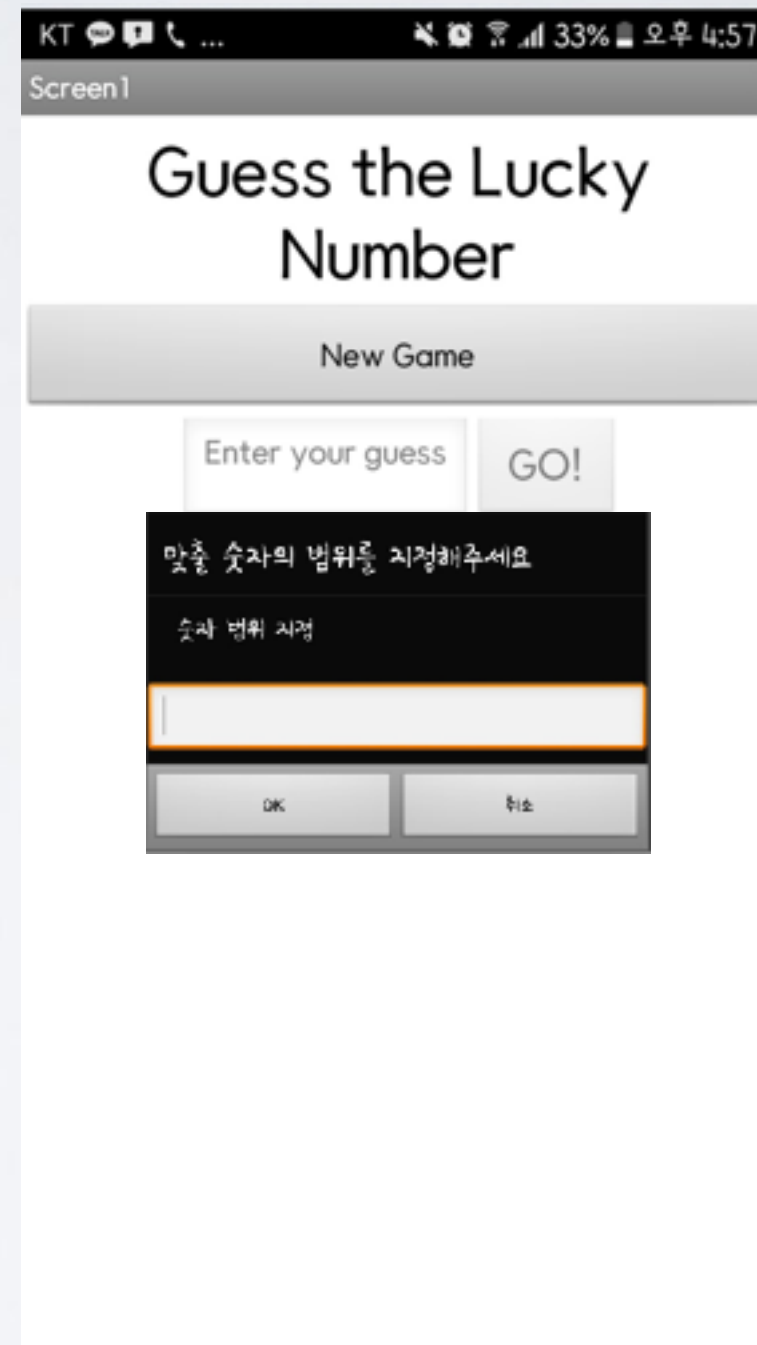 KT ... 33% 오후 4:57
Screen1
Guess the Lucky
Number
New Game
Enter your guess GO!
맞출 숫자의 범위를 지정해주세요
숫자 범위 지정
OK 취소